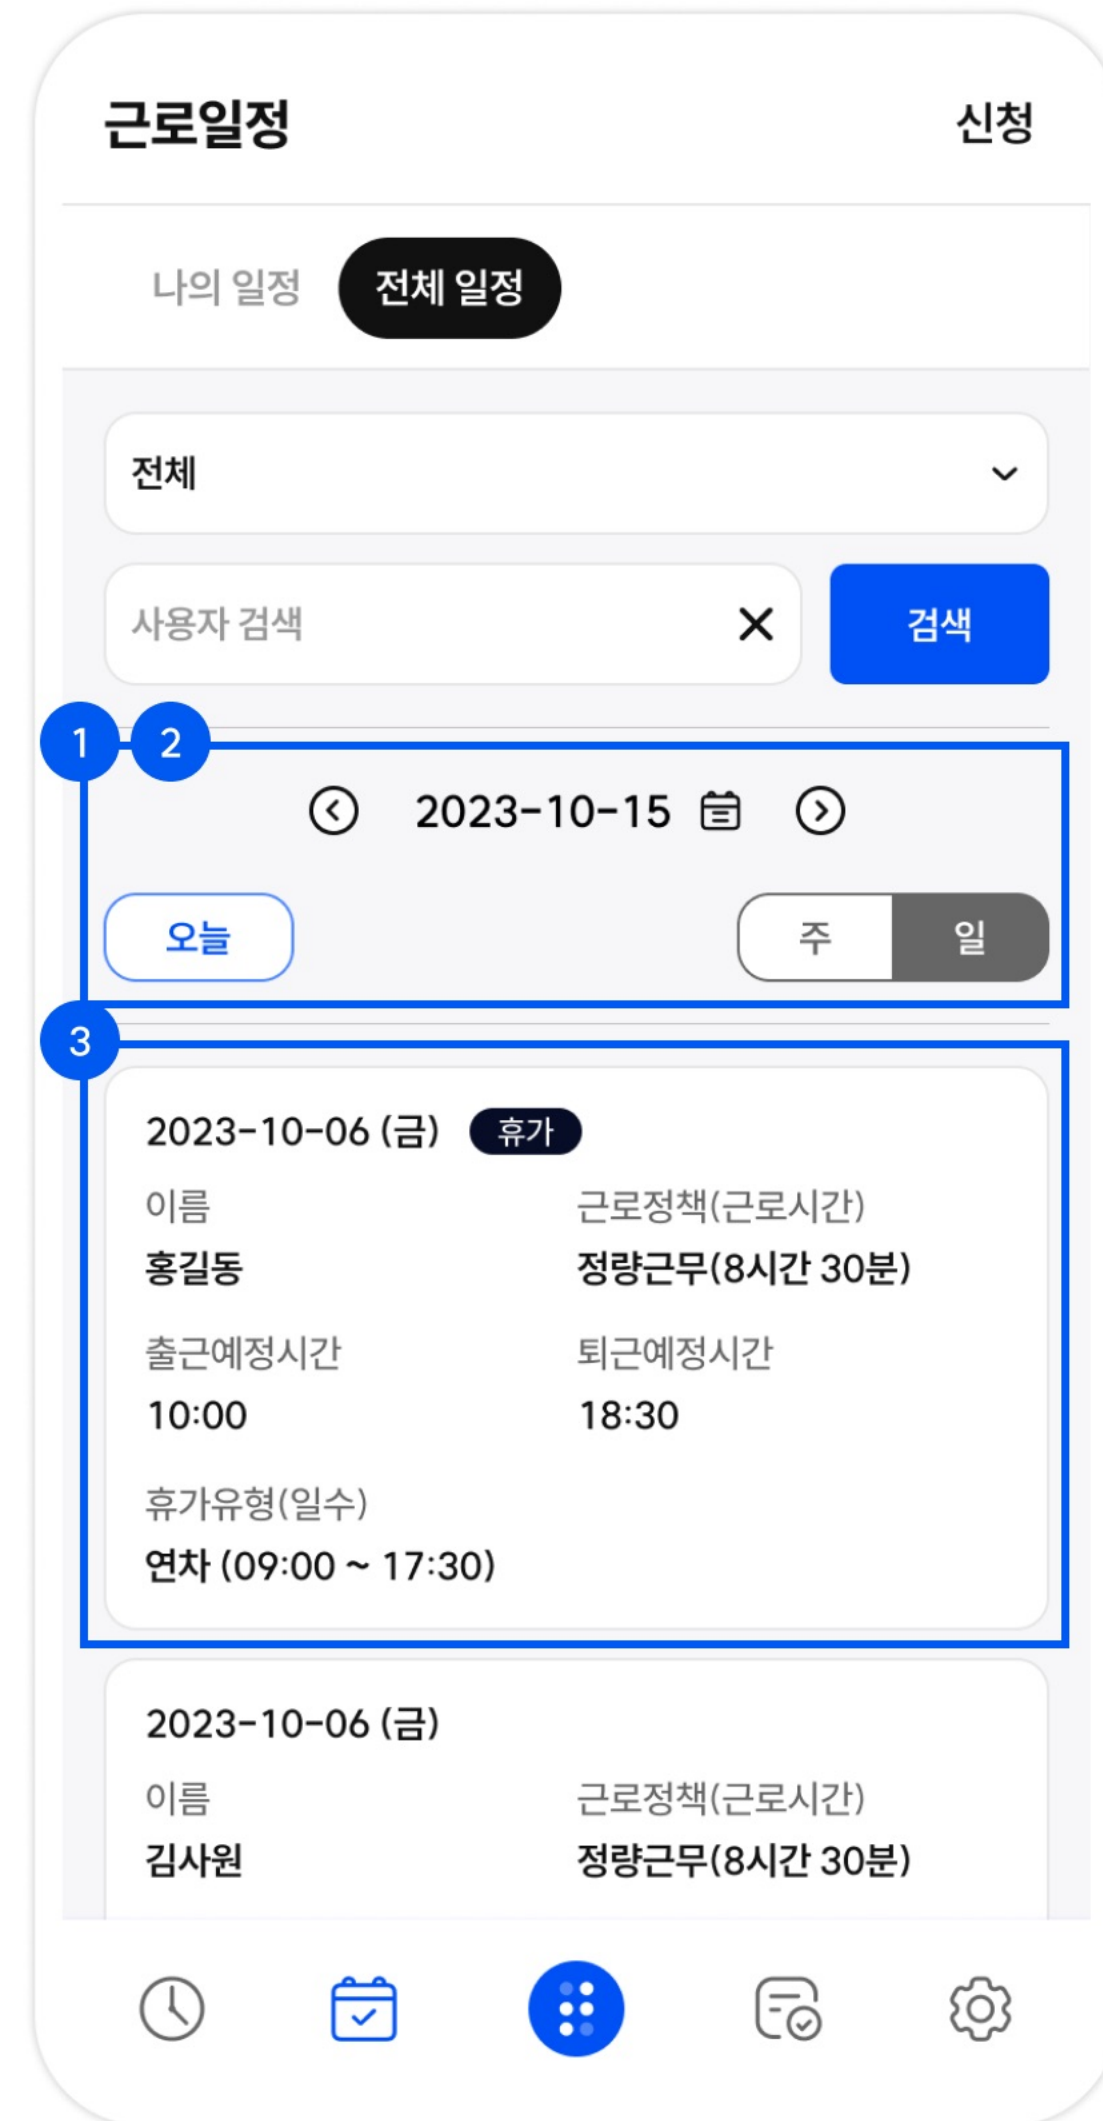 근로일정 신청
나의 일정 전체 일정
전체
사용자 검색 검색
1 2
2023-10-15
오늘 주 일
3
2023-10-06 (금) 휴가
이름 근로정책(근로시간)
홍길동 정량근무(8시간 30분)
출근예정시간 퇴근예정시간
10:00 18:30
휴가유형(일수)
연차 (09:00 ~ 17:30)
2023-10-06 (금)
이름 근로정책(근로시간)
김사원 정량근무(8시간 30분)